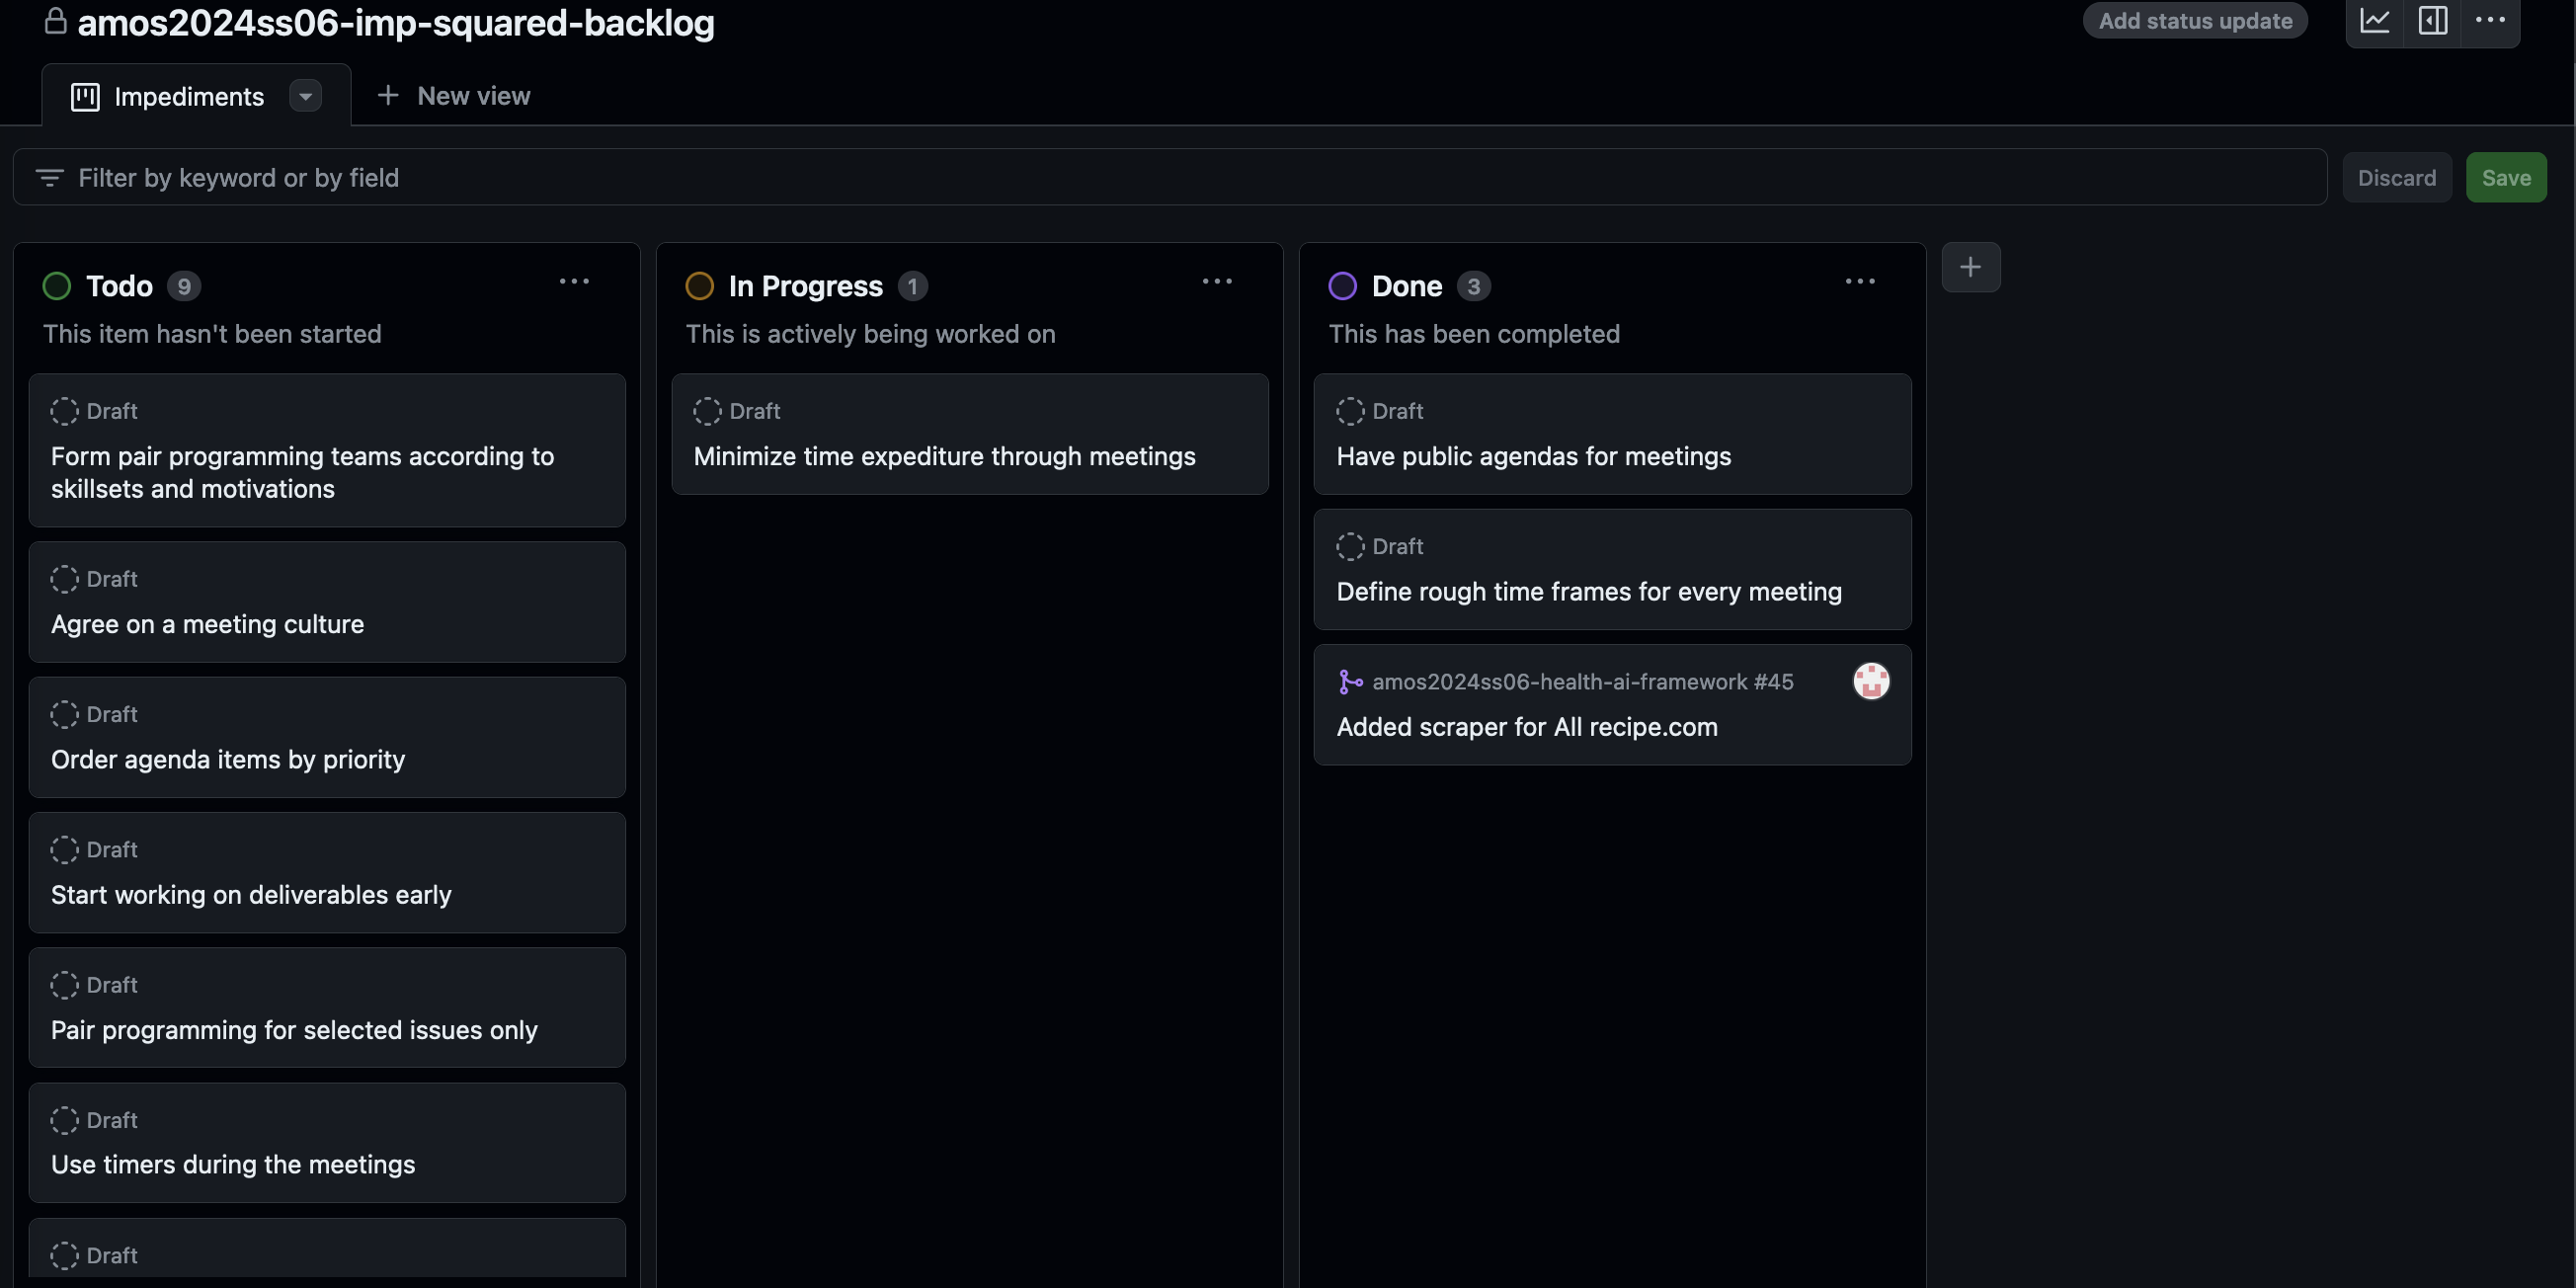 amos2024ss06-imp-squared-backlog
Add status update
Impediments
New view
Filter by keyword or by field
Discard
Save
Todo 9
This item hasn't been started
Draft
Form pair programming teams according to
skillsets and motivations
Draft
Agree on a meeting culture
Draft
Order agenda items by priority
Draft
Start working on deliverables early
Draft
Pair programming for selected issues only
Draft
Use timers during the meetings
Draft
In Progress 1
This is actively being worked on
Draft
Minimize time expediture through meetings
Done 3
This has been completed
Draft
Have public agendas for meetings
Draft
Define rough time frames for every meeting
amos2024ss06-health-ai-framework #45
Added scraper for All recipe.com